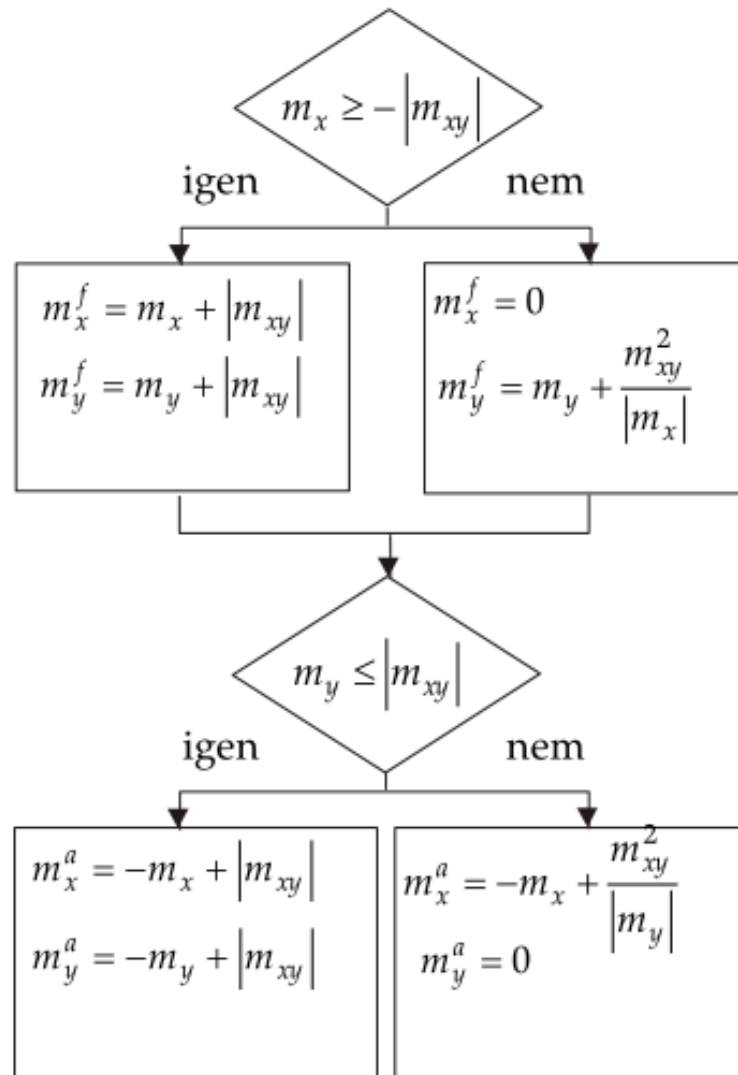 m_x ≥ −|m_xy|
igen nem
m_x^f = m_x + |m_xy|
m_y^f = m_y + |m_xy|
m_x^f = 0
m_y^f = m_y + m_xy^2 / |m_x|
m_y ≤ |m_xy|
igen nem
m_x^a = −m_x + |m_xy|
m_y^a = −m_y + |m_xy|
m_x^a = −m_x + m_xy^2 / |m_y|
m_y^a = 0